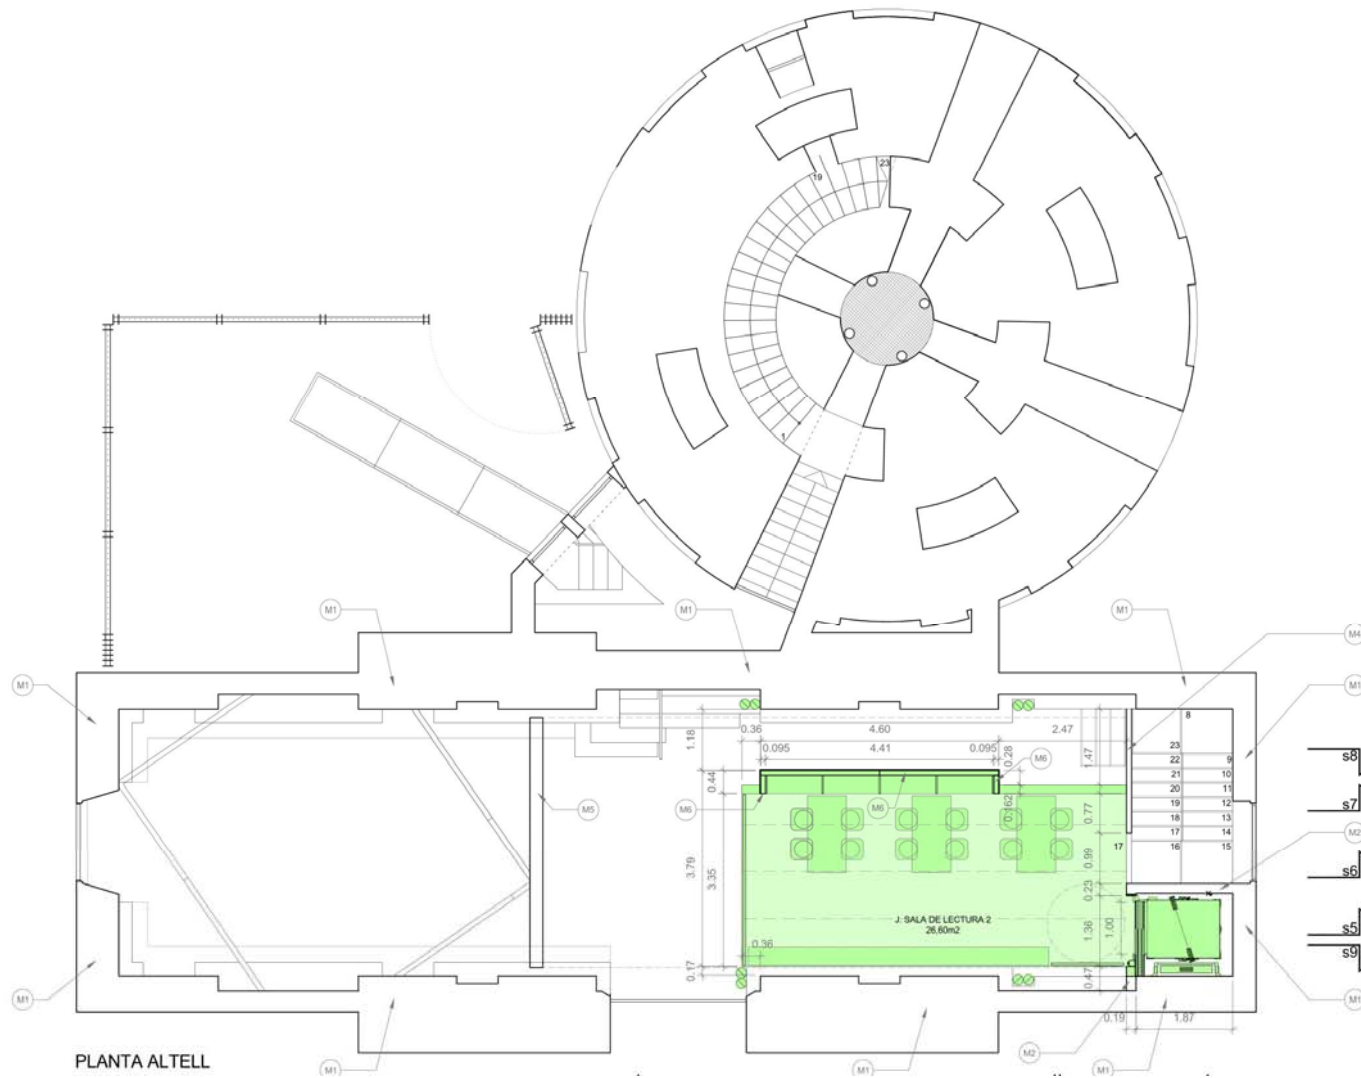 23
19
1
M1
M1
M1
M4
M1
M1
8
0.36
4.60
2.47
1.18
23
0.095
4.41
0.095
0.28
1.47
M6
22
9
s8
21
10
0.44
20
11
M5
M6
M6
0.162
0.77
19
12
s7
18
13
17
14
M2
17
16
15
3.79
3.35
0.99
s6
0.23
J. SALA DE LECTURA 2
26,60m2
1.36
1.00
s5
0.36
s9
0.17
0.47
M1
M1
0.19
1.87
M1
M2
PLANTA ALTELL
M1
M1
M1